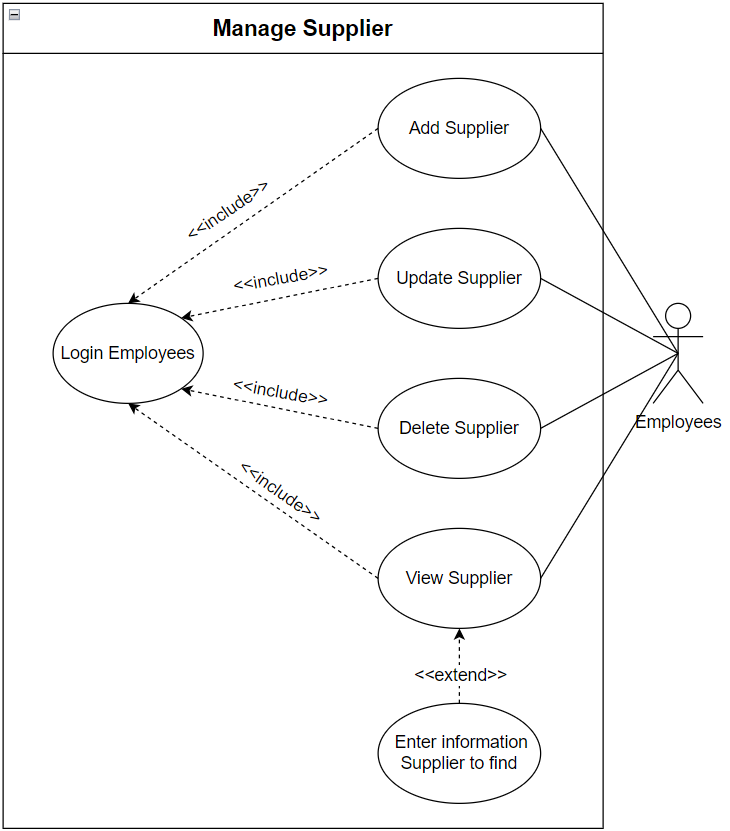 Manage Supplier
Add Supplier
<<include>>
<<include>>
Update Supplier
Login Employees
<<include>>
Delete Supplier
Employees
<<include>>
View Supplier
<<extend>>
Enter information
Supplier to find